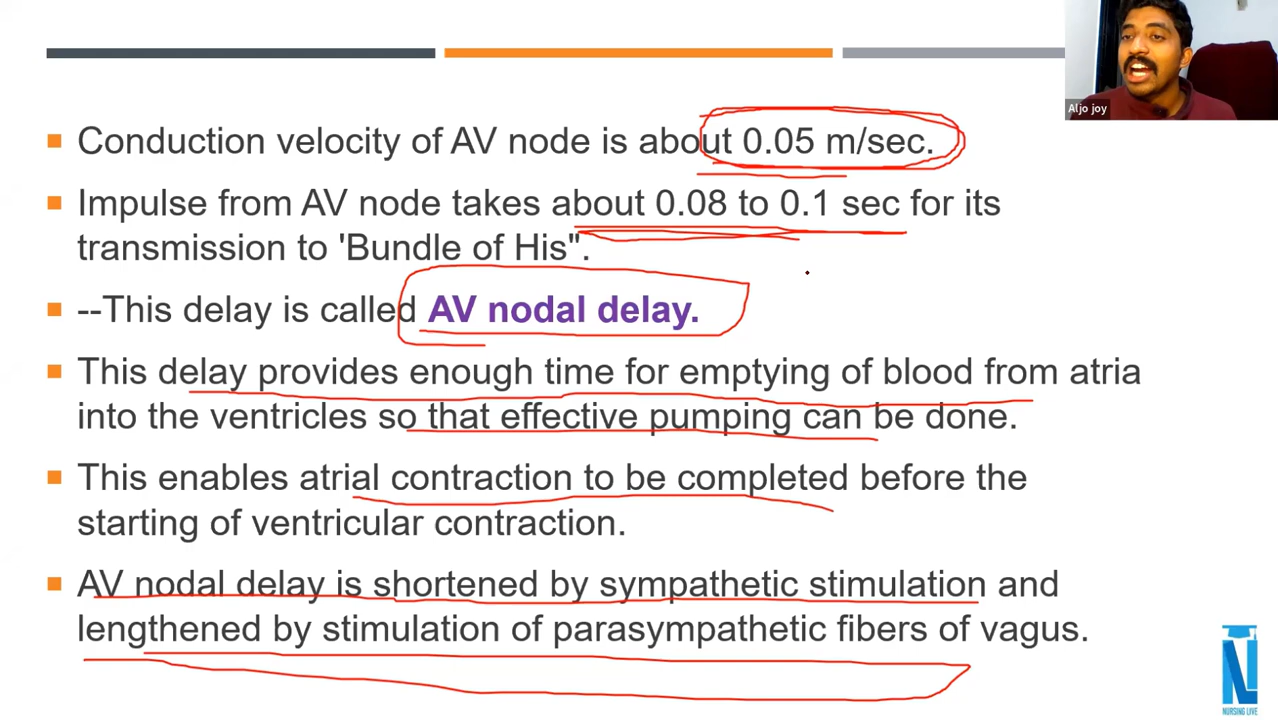 Aljo joy
Conduction velocity of AV node is about 0.05 m/sec.
Impulse from AV node takes about 0.08 to 0.1 sec for its
transmission to 'Bundle of His".
--This delay is called AV nodal delay.
This delay provides enough time for emptying of blood from atria
into the ventricles so that effective pumping can be done.
This enables atrial contraction to be completed before the
starting of ventricular contraction.
AV nodal delay is shortened by sympathetic stimulation and
lengthened by stimulation of parasympathetic fibers of vagus.
NURSING LIVE